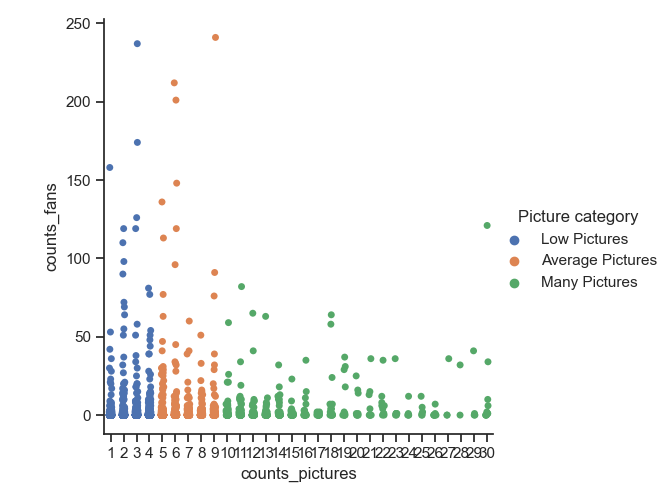 250
200
150
100
50
0
counts_fans
1 2 3 4 5 6 7 8 9 10 11 12 13 14 15 16 17 18 19 20 21 22 23 24 25 26 27 28 29 30
counts_pictures
Picture category
Low Pictures
Average Pictures
Many Pictures